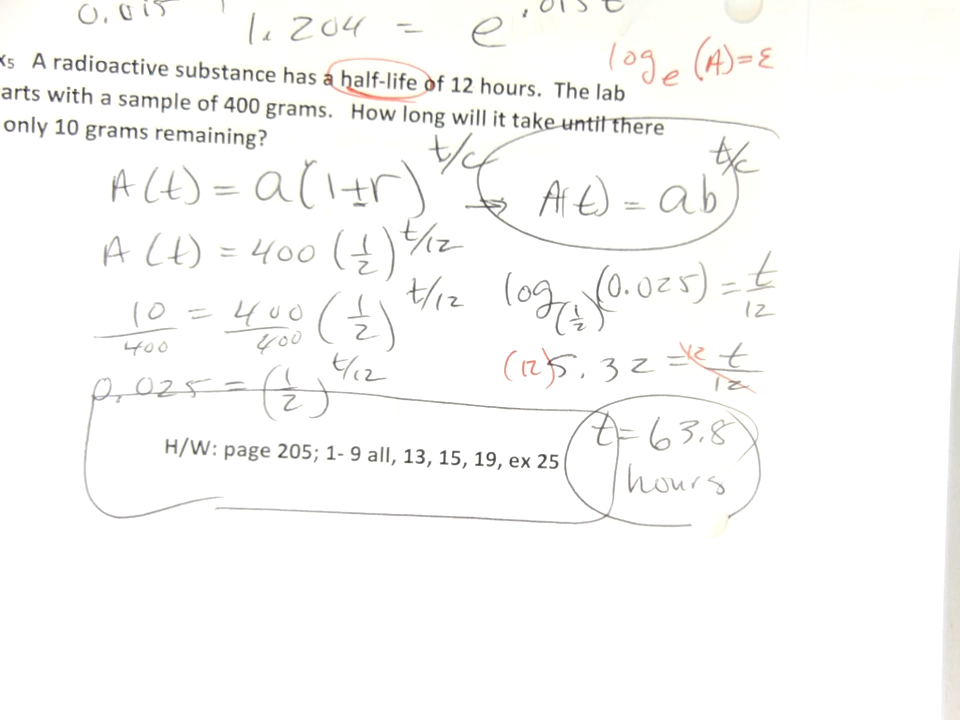 0.015
1.204 = e^.015t
log_e (A)=E
x5 A radioactive substance has a half-life of 12 hours. The lab
arts with a sample of 400 grams. How long will it take until there
only 10 grams remaining?
A(t) = a(1±r)^t/c → A(t) = ab^t/c
A(t) = 400 (1/2)^t/12
10/400 = 400/400 (1/2)^t/12
log_(1/2) (0.025) = t/12
0.025 = (1/2)^t/12
(12)5.32 = 12 t/12
t = 63.8
hours
H/W: page 205; 1- 9 all, 13, 15, 19, ex 25